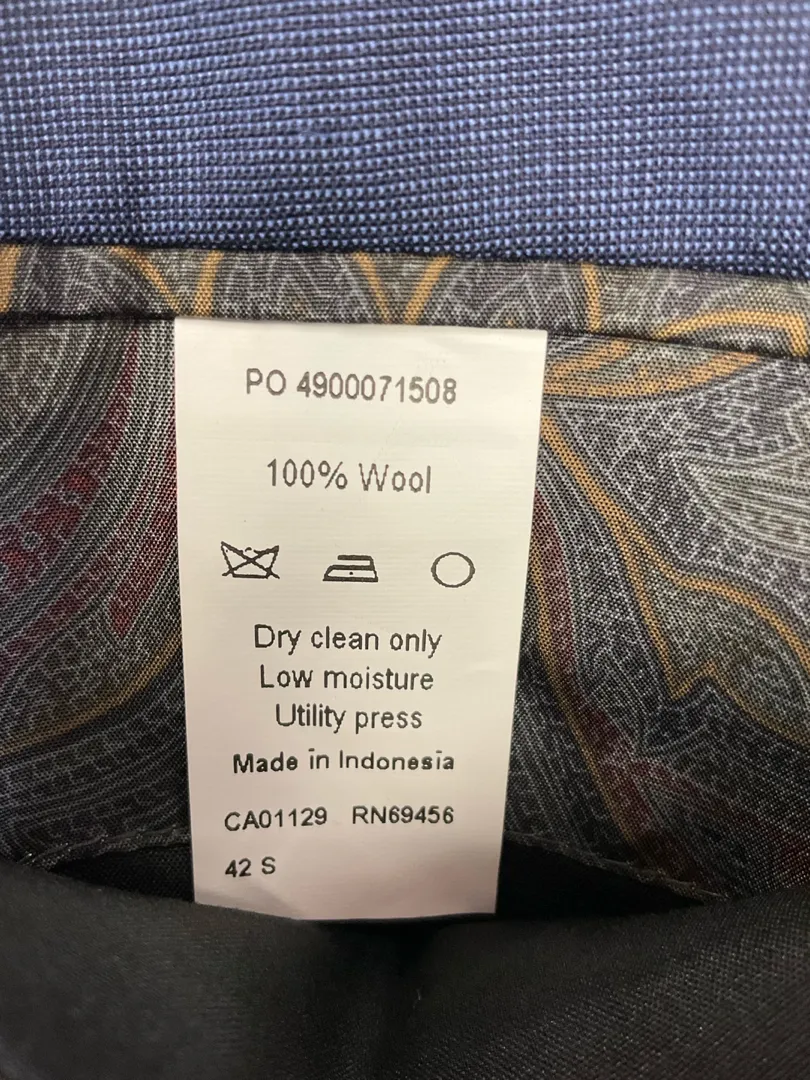 PO 4900071508
100% Wool
Dry clean only
Low moisture
Utility press
Made in Indonesia
CA01129 RN69456
42 S